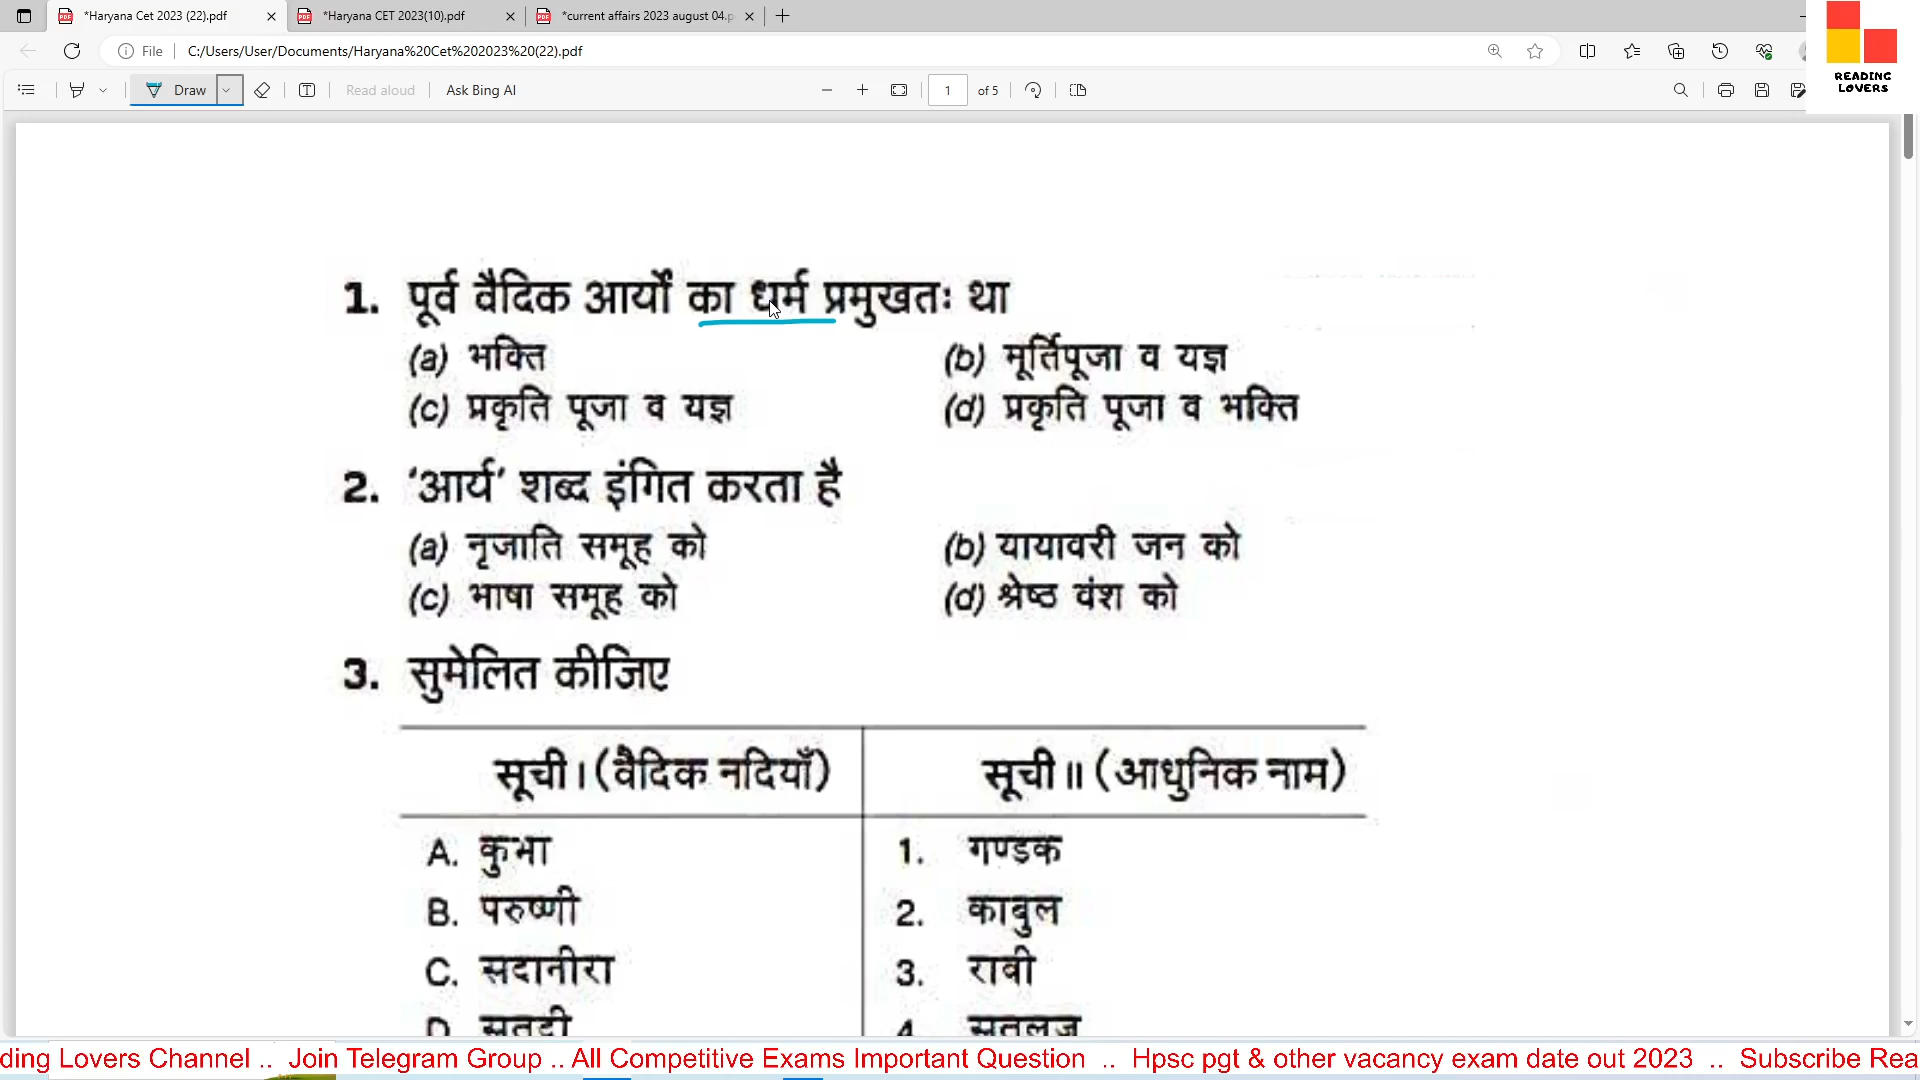 *Haryana Cet 2023 (22).pdf
*Haryana CET 2023(10).pdf
*current affairs 2023 august 04.p
File
C:/Users/User/Documents/Haryana%20Cet%202023%20(22).pdf
Draw
Read aloud
Ask Bing AI
1
of 5
READING
LOVERS
1. पूर्व वैदिक आर्यों का धर्म प्रमुखतः था
(a) भक्ति
(b) मूर्तिपूजा व यज्ञ
(c) प्रकृति पूजा व यज्ञ
(d) प्रकृति पूजा व भक्ति
2. ‘आर्य’ शब्द इंगित करता है
(a) नृजाति समूह को
(b) यायावरी जन को
(c) भाषा समूह को
(d) श्रेष्ठ वंश को
3. सुमेलित कीजिए
सूची। (वैदिक नदियाँ)
सूची॥ (आधुनिक नाम)
A. कुभा
1. गण्डक
B. परुष्णी
2. काबुल
C. सदानीरा
3. रावी
D. सतुद्री
4. सतलज
ding Lovers Channel .. Join Telegram Group .. All Competitive Exams Important Question .. Hpsc pgt & other vacancy exam date out 2023 .. Subscribe Rea